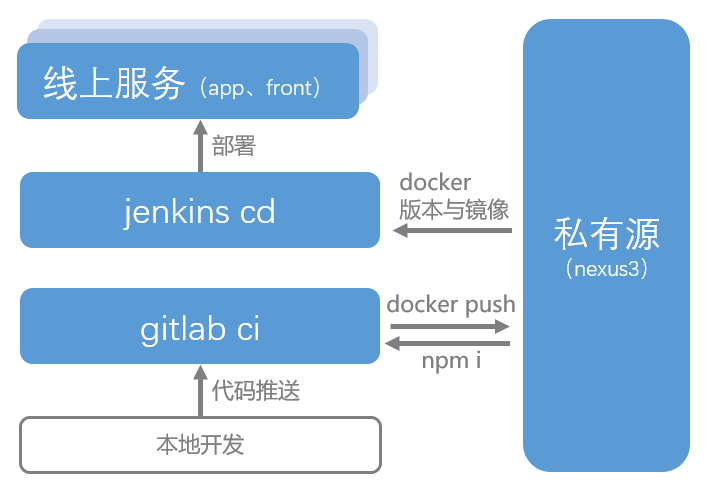 线上服务（app、front）
部署
jenkins cd
docker
版本与镜像
私有源
（nexus3）
gitlab ci
docker push
npm i
代码推送
本地开发